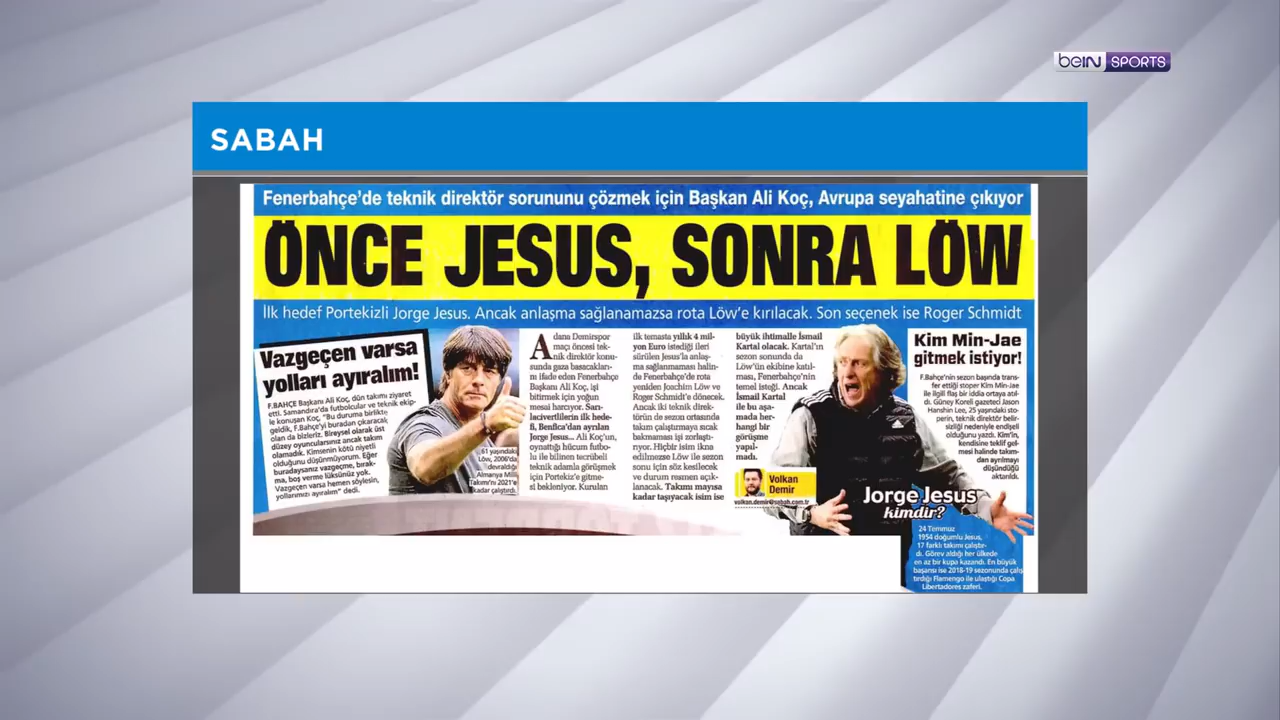 beIN SPORTS
SABAH
Fenerbahçe'de teknik direktör sorununu çözmek için Başkan Ali Koç, Avrupa seyahatine çıkıyor
ÖNCE JESUS, SONRA LÖW
İlk hedef Portekizli Jorge Jesus. Ancak anlaşma sağlanamazsa rota Löw'e kırılacak. Son seçenek ise Roger Schmidt
Vazgeçen varsa
yolları ayıralım!
F.BAHÇE Başkanı Ali Koç, dün takımı ziyaret
etti. Samandıra'da futbolcular ve teknik ekip-
le konuşan Koç, "Bu duruma birlikte
geldik, F.Bahçe'yi buradan çıkaracak
olan da bizleriz. Bireysel olarak üst
düzey oyuncularsınız ancak takım
olamadık. Kimsenin kötü niyetli
olduğunu düşünmüyorum. Eğer
buradaysanız vazgeçme, bırak-
ma, boş verme lüksünüz yok.
Vazgeçen varsa hemen söylesin,
yollarımızı ayıralım" dedi.
61 yaşındaki
Löw, 2006'da
devraldığı
Almanya Milli
Takımı'nı 2021'e
kadar çalıştırdı.
Adana Demirspor
maçı öncesi tek-
nik direktör konu-
sunda gaza basacakları-
nı ifade eden Fenerbahçe
Başkanı Ali Koç, işi
bitirmek için yoğun
mesai harcıyor. Sarı-
lacivertlilerin ilk hede-
fi, Benfica'dan ayrılan
Jorge Jesus... Ali Koç'un,
oynattığı hücum futbo-
lu ile bilinen tecrübeli
teknik adamla görüşmek
için Portekiz'e gitme-
si bekleniyor. Kurulan
ilk temasta yıllık 4 mil-
yon Euro istediği ileri
sürülen Jesus'la anlaş-
ma sağlanamaması halin-
de Fenerbahçe'de rota
yeniden Joachim Löw ve
Roger Schmidt'e dönecek.
Ancak iki teknik direk-
törün de sezon ortasında
takım çalıştırmaya sıcak
bakmaması işi zorlaştı-
rıyor. Hiçbir isim ikna
edilmezse Löw ile sezon
sonu için söz kesilecek
ve durum resmen açık-
lanacak. Takımı mayısa
kadar taşıyacak isim ise
büyük ihtimalle İsmail
Kartal olacak. Kartal'ın
sezon sonunda da
Löw'ün ekibine katıl-
ması, Fenerbahçe'nin
temel isteği. Ancak
İsmail Kartal
ile bu aşa-
mada her-
hangi bir
görüşme
yapıl-
madı.
Volkan
Demir
volkan.demir@sabah.com.tr
Kim Min-Jae
gitmek istiyor!
F.Bahçe'nin sezon başında trans-
fer ettiği stoper Kim Min-Jae
ile ilgili flaş bir iddia ortaya atıl-
dı. Güney Koreli gazeteci Jason
Hanshin Lee, 25 yaşındaki sto-
perin, teknik direktör belir-
sizliği nedeniyle endişeli
olduğunu yazdı. Kim'in,
kendisine teklif gel-
mesi halinde takım-
dan ayrılmayı
düşündüğü
aktarıldı.
Jorge Jesus
kimdir?
24 Temmuz
1954 doğumlu Jesus,
17 farklı takımı çalıştır-
dı. Görev aldığı her ülkede
en az bir kupa kazandı. En büyük
başarısı ise 2018-19 sezonunda çalış-
tırdığı Flamengo ile ulaştığı Copa
Libertadores zaferi.